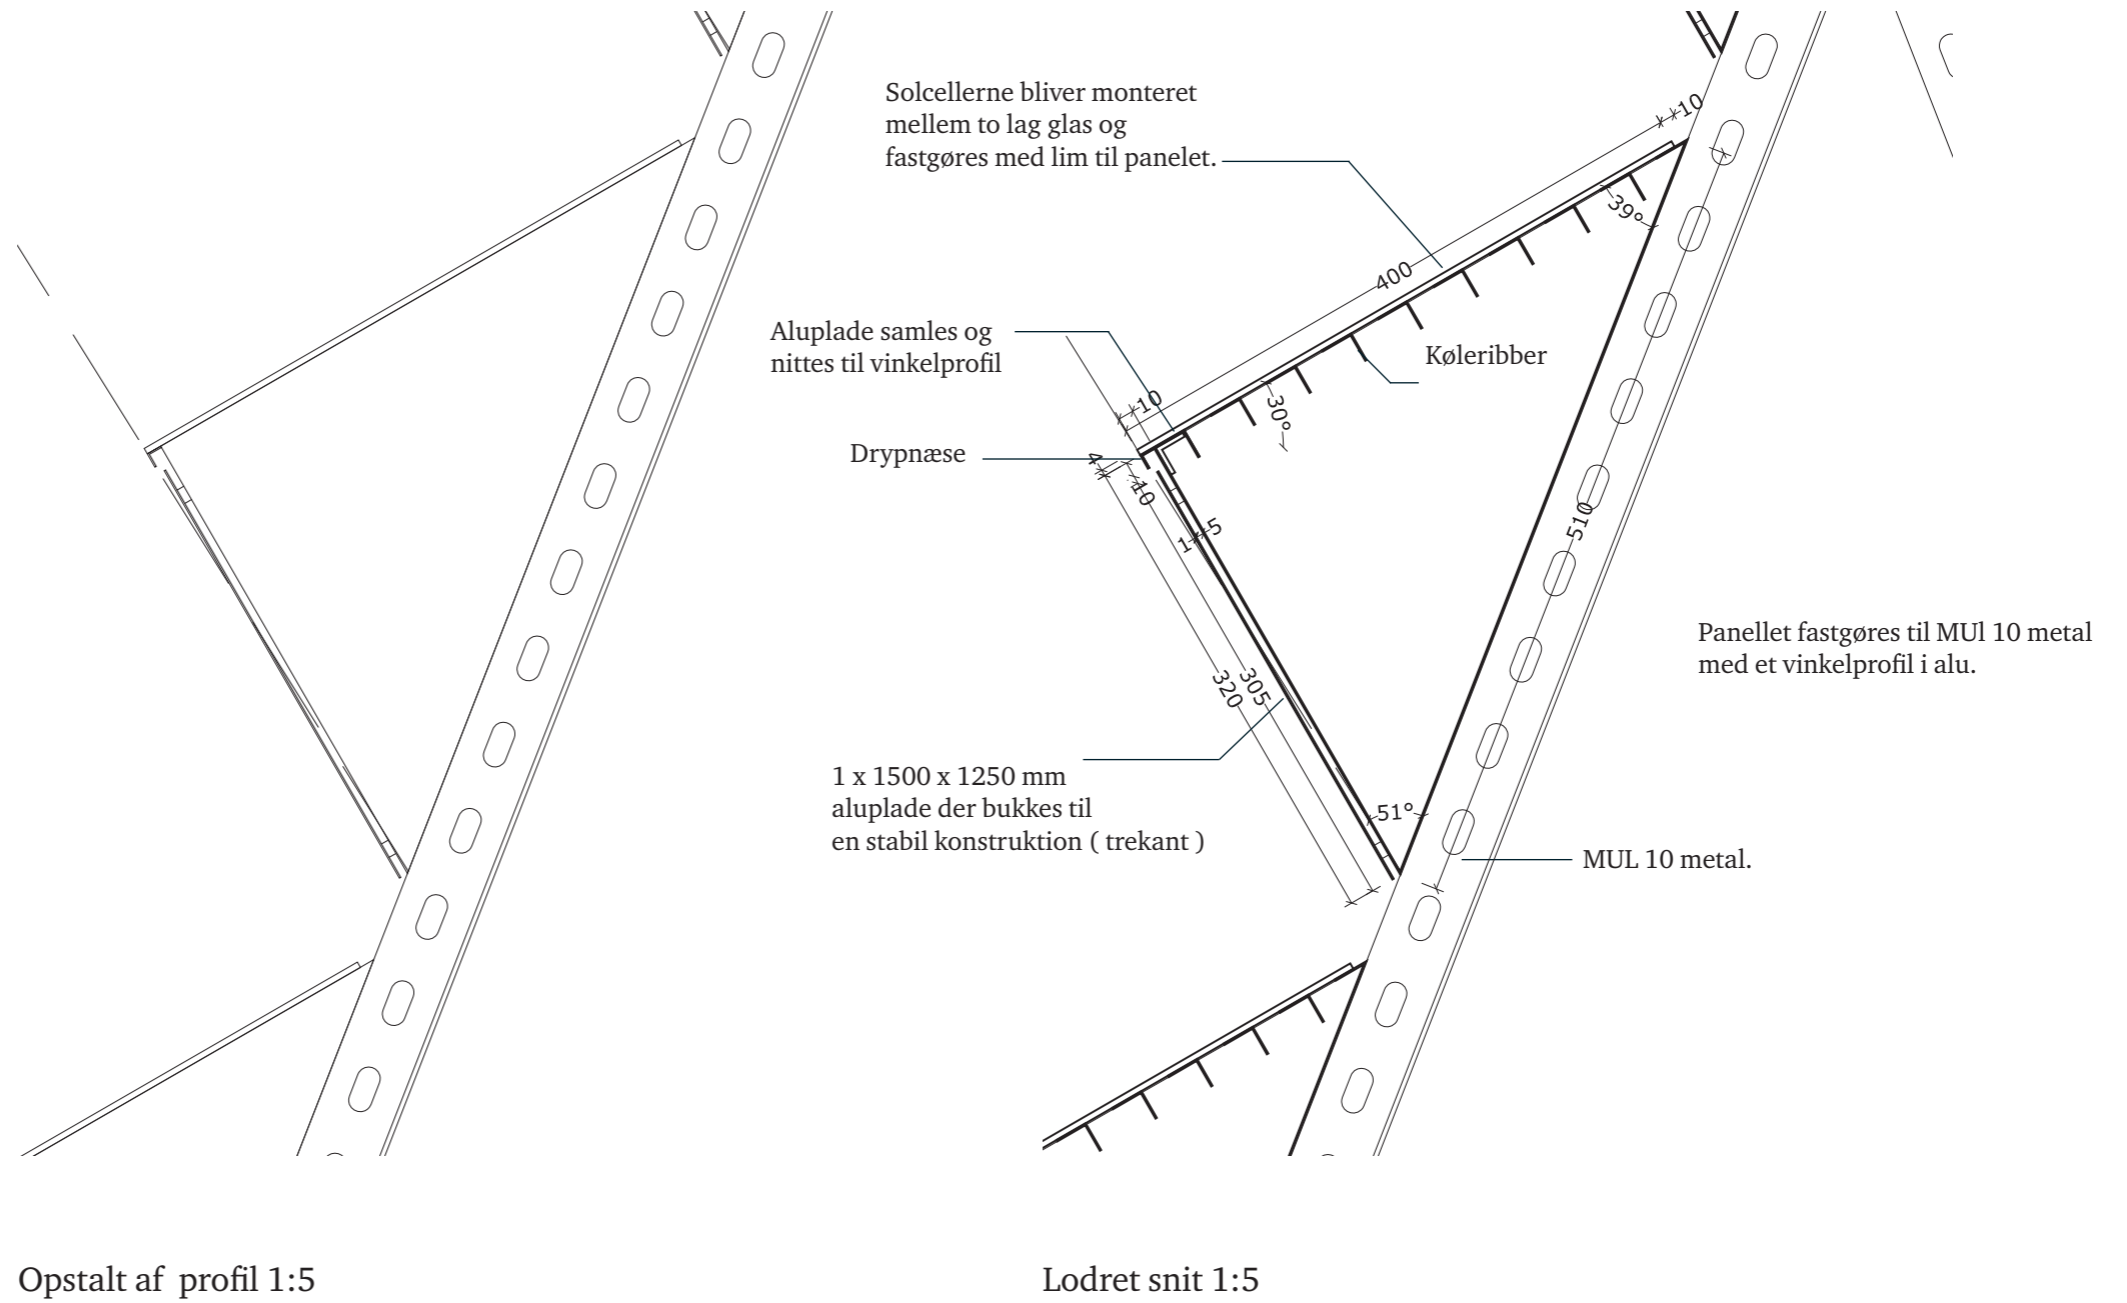 Solcellerne bliver monteret
mellem to lag glas og
fastgøres med lim til panelet.
10
39°
400
Aluplade samles og
nittes til vinkelprofil
Køleribber
10
30°
Drypnæse
4
10
1
5
510
Panellet fastgøres til MUl 10 metal
med et vinkelprofil i alu.
305
320
1 x 1500 x 1250 mm
aluplade der bukkes til
en stabil konstruktion ( trekant )
51°
MUL 10 metal.
Opstalt af profil 1:5
Lodret snit 1:5